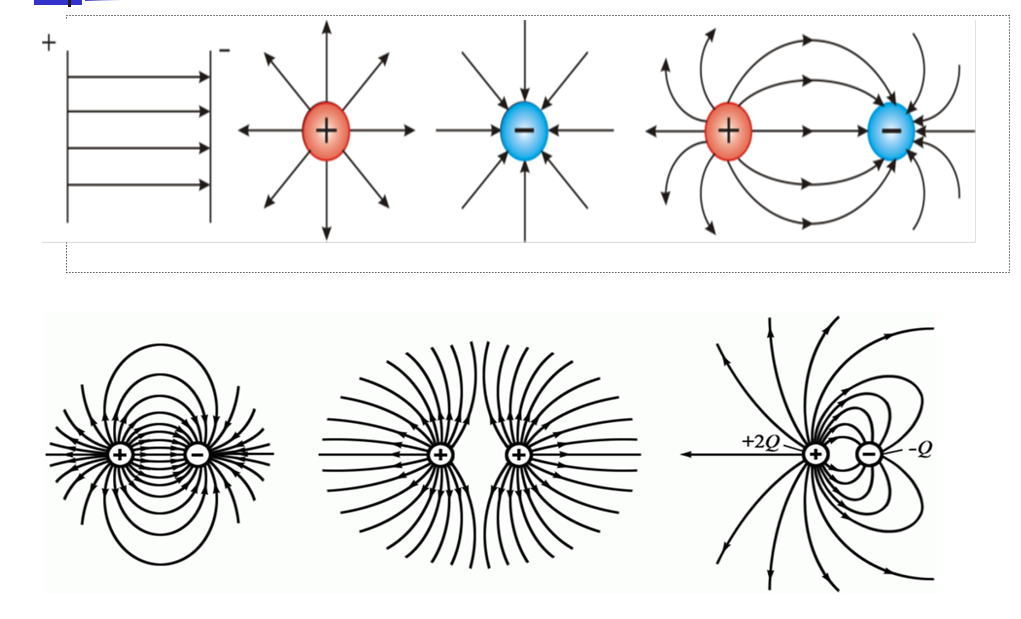 + -
+ - + -
+ - + + +2Q + - -Q